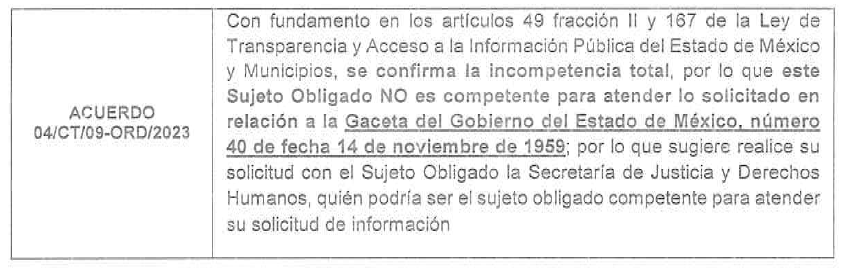 ACUERDO
04/CT/09-ORD/2023
Con fundamento en los artículos 49 fracción II y 167 de la Ley de
Transparencia y Acceso a la Información Pública del Estado de México
y Municipios, se confirma la incompetencia total, por lo que este
Sujeto Obligado NO es competente para atender lo solicitado en
relación a la Gaceta del Gobierno del Estado de México, número
40 de fecha 14 de noviembre de 1959; por lo que sugiere realice su
solicitud con el Sujeto Obligado la Secretaría de Justicia y Derechos
Humanos, quién podría ser el sujeto obligado competente para atender
su solicitud de información